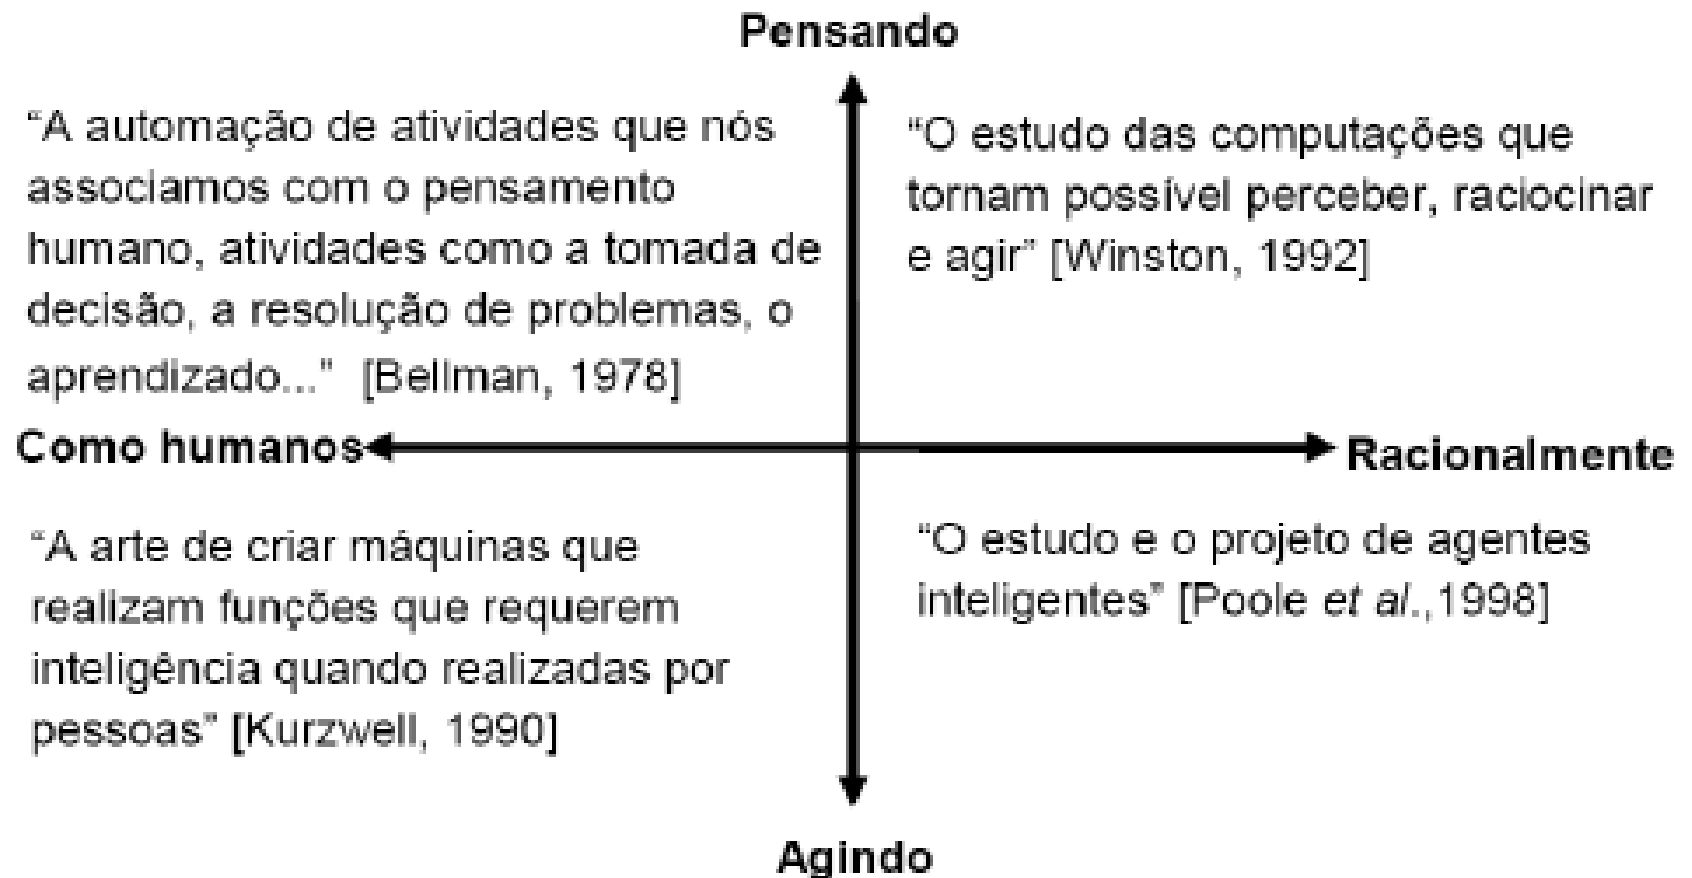 Pensando
“A automação de atividades que nós
associamos com o pensamento
humano, atividades como a tomada de
decisão, a resolução de problemas, o
aprendizado...” [Bellman, 1978]
“O estudo das computações que
tornam possível perceber, raciocinar
e agir” [Winston, 1992]
Como humanos
Racionalmente
“A arte de criar máquinas que
realizam funções que requerem
inteligência quando realizadas por
pessoas” [Kurzwell, 1990]
“O estudo e o projeto de agentes
inteligentes” [Poole et al.,1998]
Agindo